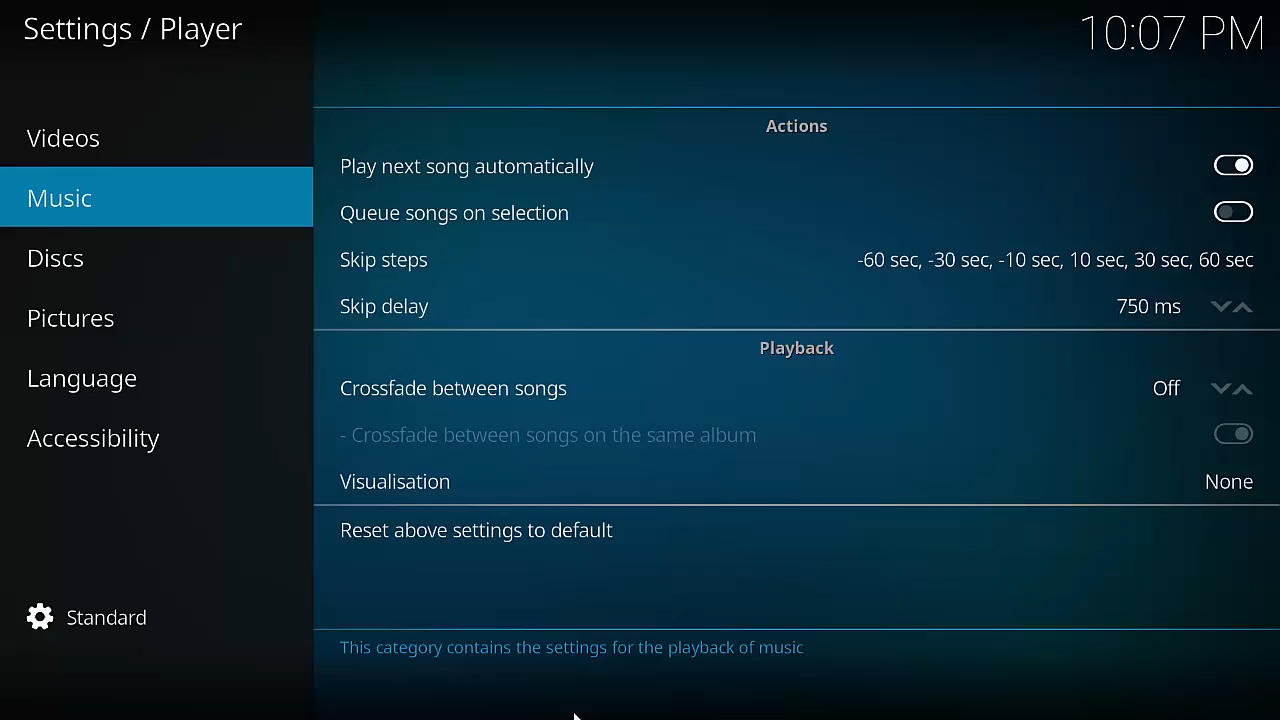 Settings / Player
10:07 PM
Videos
Music
Discs
Pictures
Language
Accessibility
Standard
Actions
Play next song automatically
Queue songs on selection
Skip steps -60 sec, -30 sec, -10 sec, 10 sec, 30 sec, 60 sec
Skip delay 750 ms
Playback
Crossfade between songs Off
- Crossfade between songs on the same album
Visualisation None
Reset above settings to default
This category contains the settings for the playback of music